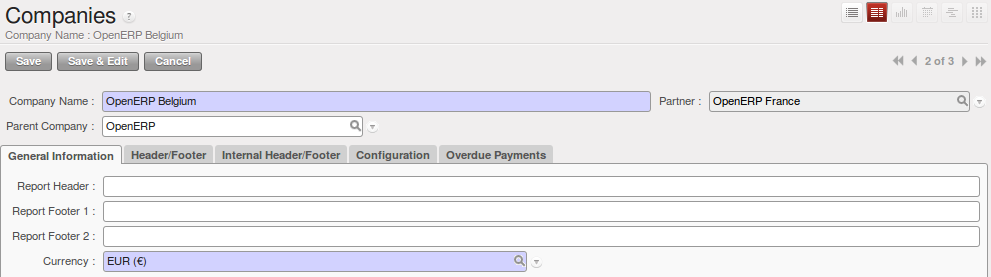 Companies ?
Company Name : OpenERP Belgium
Save Save & Edit Cancel 2 of 3
Company Name : OpenERP Belgium Partner : OpenERP France
Parent Company : OpenERP
General Information Header/Footer Internal Header/Footer Configuration Overdue Payments
Report Header :
Report Footer 1 :
Report Footer 2 :
Currency : EUR (€)